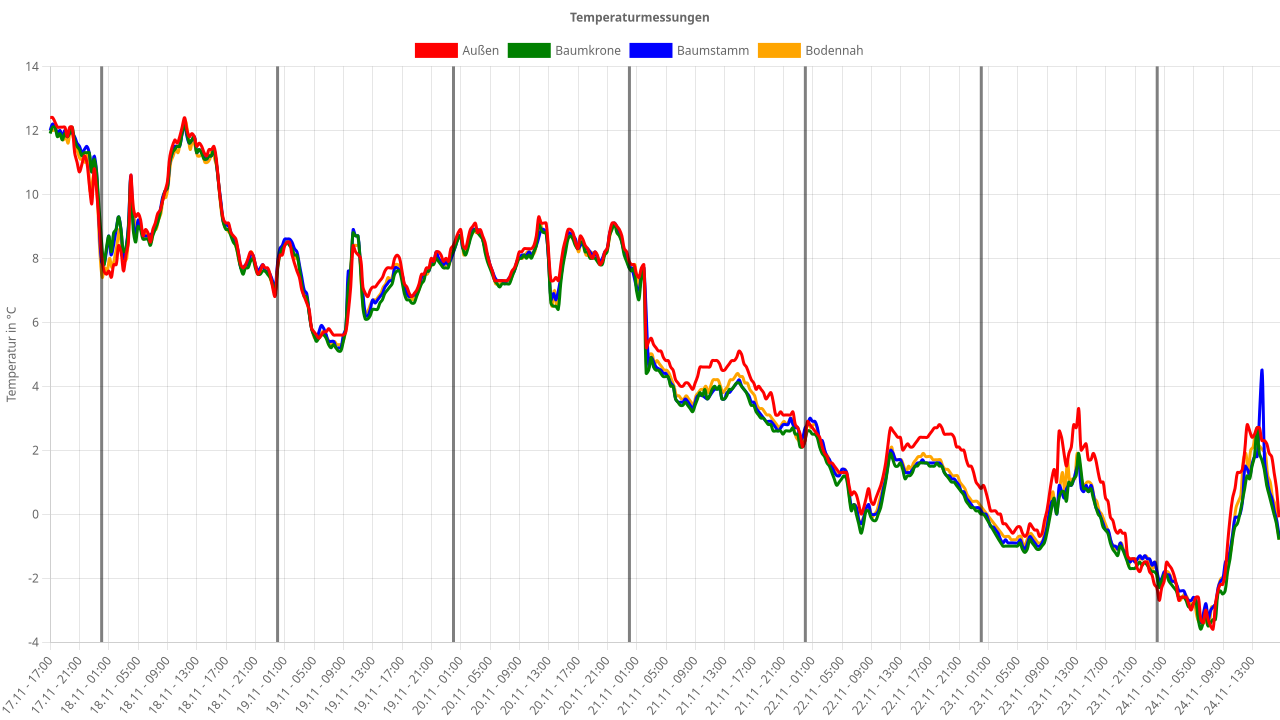 Temperaturmessungen
Außen Baumkrone Baumstamm Bodennah
Temperatur in °C
14
12
10
8
6
4
2
0
-2
-4
17.11 - 17:00
17.11 - 21:00
18.11 - 01:00
18.11 - 05:00
18.11 - 09:00
18.11 - 13:00
18.11 - 17:00
18.11 - 21:00
19.11 - 01:00
19.11 - 05:00
19.11 - 09:00
19.11 - 13:00
19.11 - 17:00
19.11 - 21:00
20.11 - 01:00
20.11 - 05:00
20.11 - 09:00
20.11 - 13:00
20.11 - 17:00
20.11 - 21:00
21.11 - 01:00
21.11 - 05:00
21.11 - 09:00
21.11 - 13:00
21.11 - 17:00
21.11 - 21:00
22.11 - 01:00
22.11 - 05:00
22.11 - 09:00
22.11 - 13:00
22.11 - 17:00
22.11 - 21:00
23.11 - 01:00
23.11 - 05:00
23.11 - 09:00
23.11 - 13:00
23.11 - 17:00
23.11 - 21:00
24.11 - 01:00
24.11 - 05:00
24.11 - 09:00
24.11 - 13:00